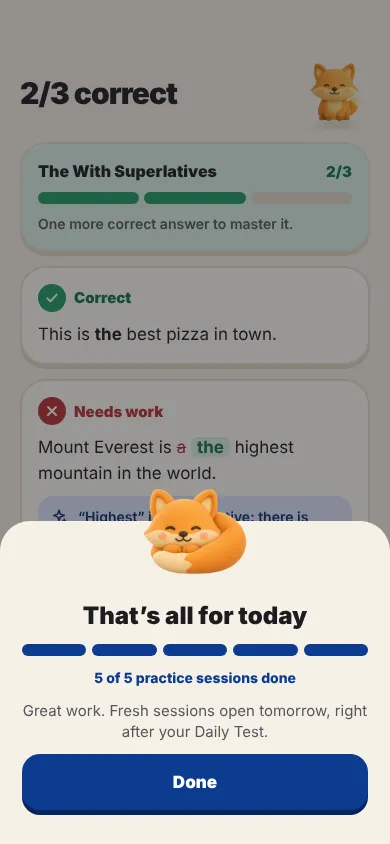 2/3 correct
The With Superlatives 2/3
One more correct answer to master it.
Correct
This is the best pizza in town.
Needs work
Mount Everest is a the highest
mountain in the world.
“Highest” tive; there is
That’s all for today
5 of 5 practice sessions done
Great work. Fresh sessions open tomorrow, right
after your Daily Test.
Done